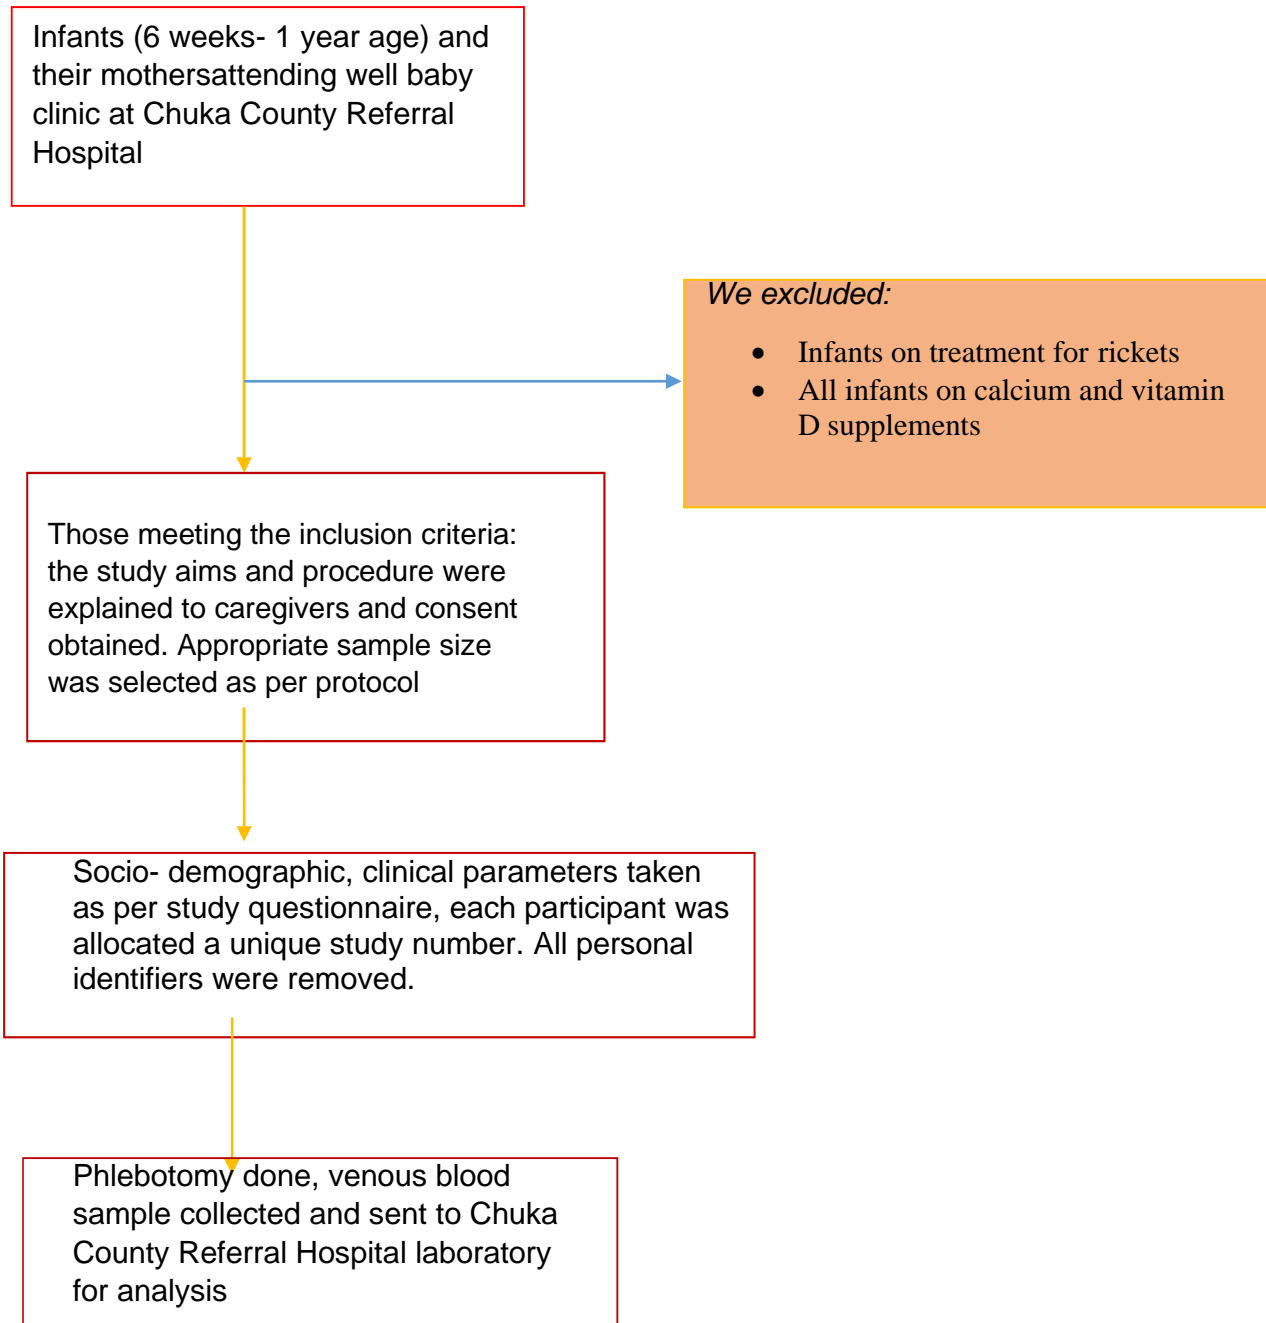 Infants (6 weeks- 1 year age) and
their mothersattending well baby
clinic at Chuka County Referral
Hospital
We excluded:
• Infants on treatment for rickets
• All infants on calcium and vitamin
D supplements
Those meeting the inclusion criteria:
the study aims and procedure were
explained to caregivers and consent
obtained. Appropriate sample size
was selected as per protocol
Socio- demographic, clinical parameters taken
as per study questionnaire, each participant was
allocated a unique study number. All personal
identifiers were removed.
Phlebotomy done, venous blood
sample collected and sent to Chuka
County Referral Hospital laboratory
for analysis